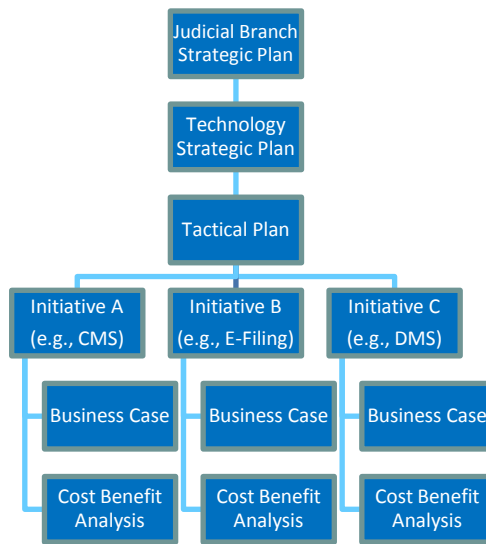 Judicial Branch
Strategic Plan
Technology
Strategic Plan
Tactical Plan
Initiative A
(e.g., CMS)
Initiative B
(e.g., E-Filing)
Initiative C
(e.g., DMS)
Business Case
Business Case
Business Case
Cost Benefit
Analysis
Cost Benefit
Analysis
Cost Benefit
Analysis